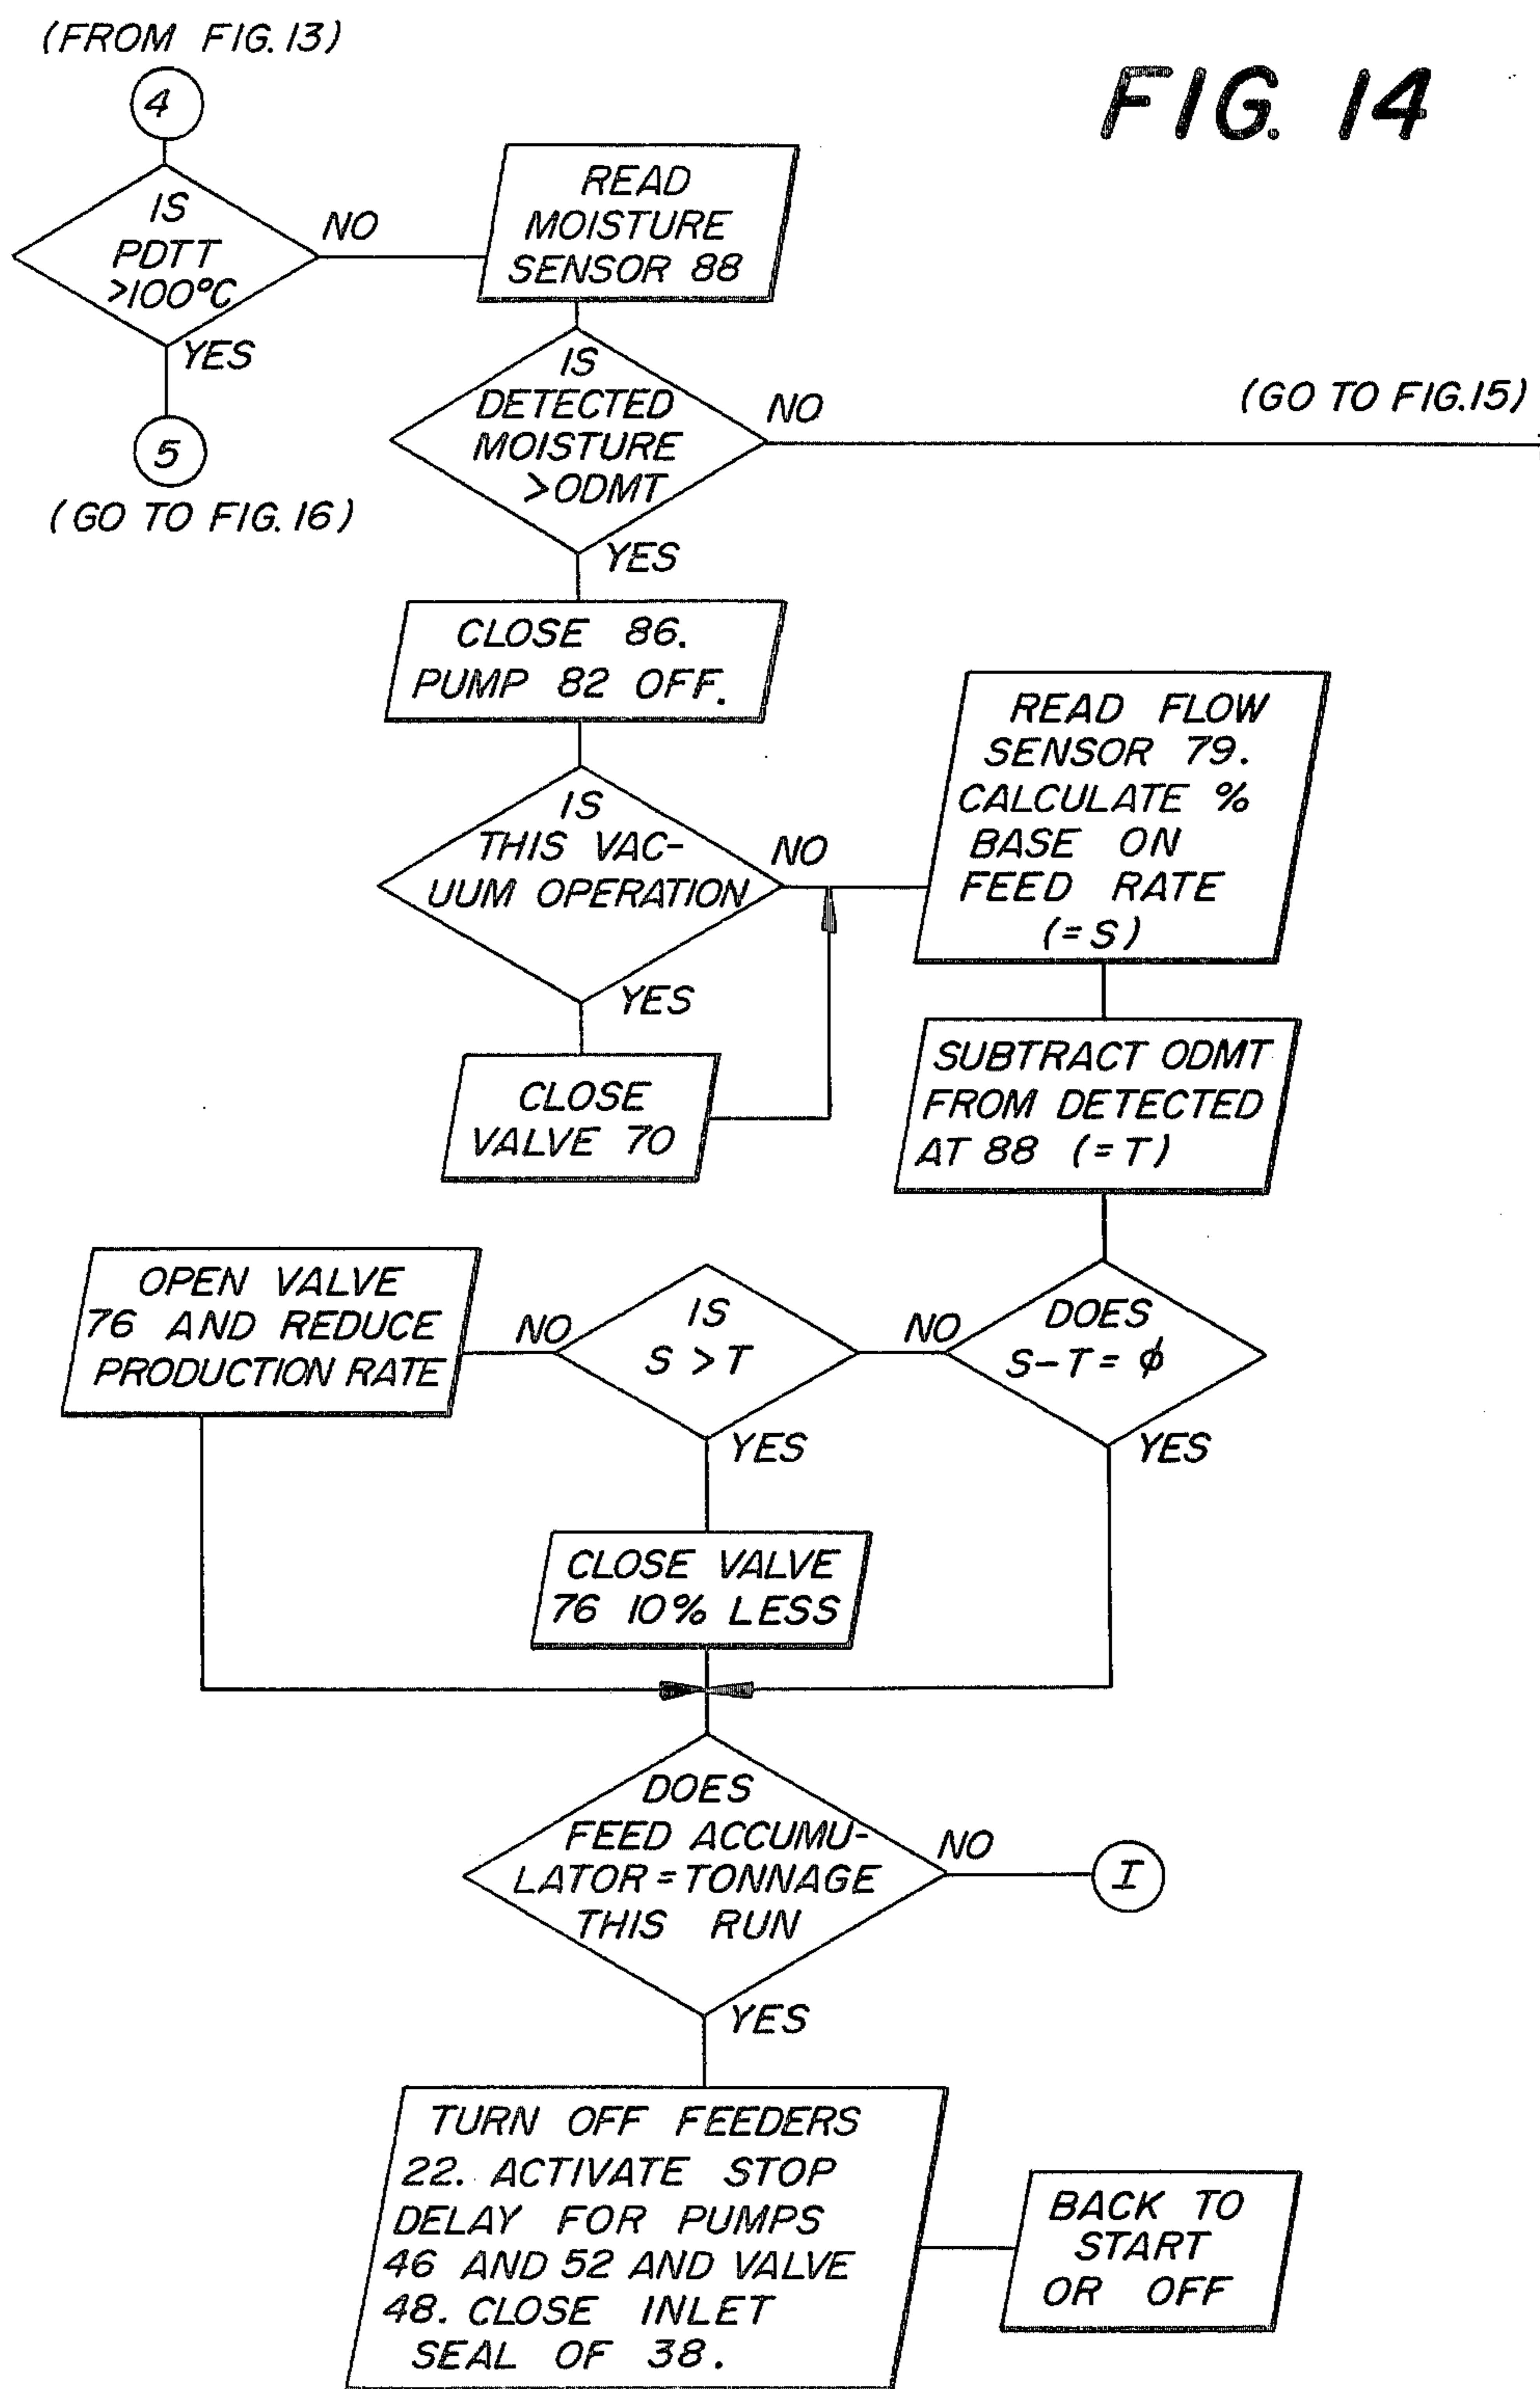 (FROM FIG. 13)
FIG. 14
4
IS
PDTT
>100°C
NO
YES
5
(GO TO FIG. 16)
READ
MOISTURE
SENSOR 88
IS
DETECTED
MOISTURE
>ODMT
NO
(GO TO FIG.15)
YES
CLOSE 86.
PUMP 82 OFF.
IS
THIS VAC-
UUM OPERATION
NO
YES
CLOSE
VALVE 70
READ FLOW
SENSOR 79.
CALCULATE %
BASE ON
FEED RATE
(=S)
SUBTRACT ODMT
FROM DETECTED
AT 88 (=T)
DOES
S-T= ϕ
NO
YES
IS
S > T
NO
YES
OPEN VALVE
76 AND REDUCE
PRODUCTION RATE
CLOSE VALVE
76 10% LESS
DOES
FEED ACCUMU-
LATOR = TONNAGE
THIS RUN
NO
I
YES
TURN OFF FEEDERS
22. ACTIVATE STOP
DELAY FOR PUMPS
46 AND 52 AND VALVE
48. CLOSE INLET
SEAL OF 38.
BACK TO
START
OR OFF